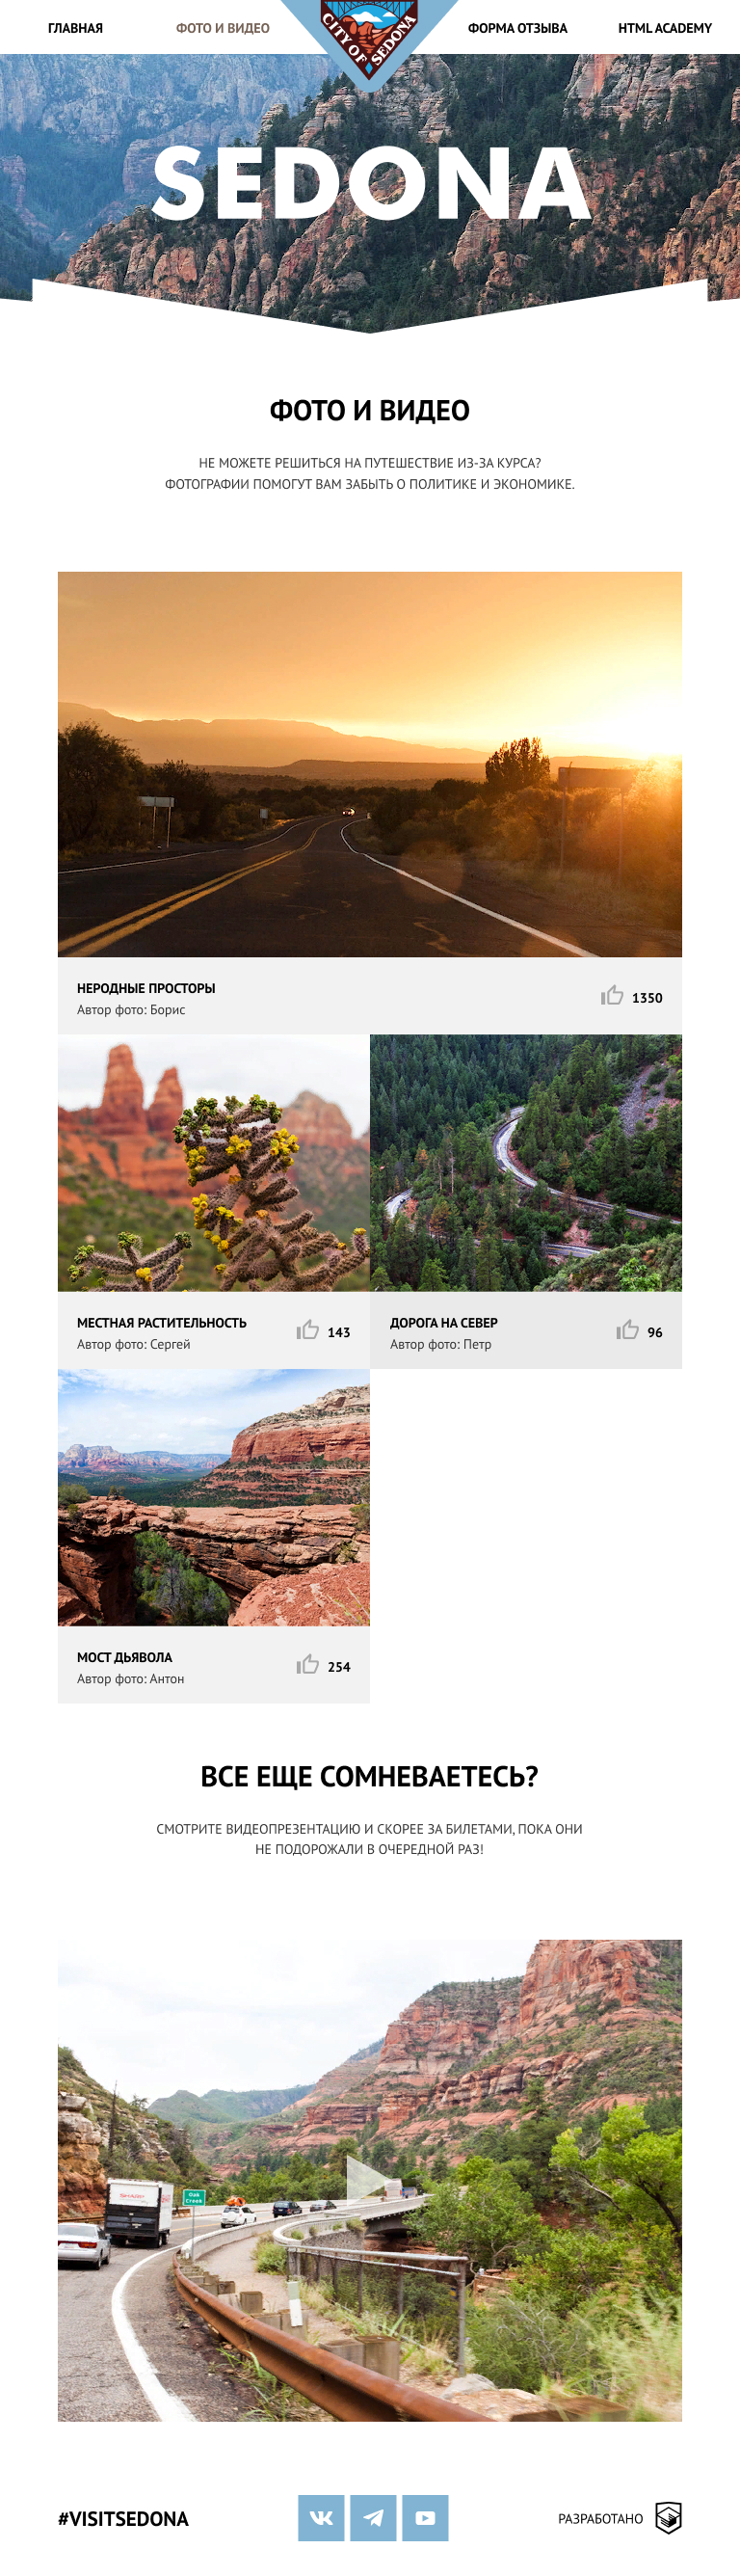 ГЛАВНАЯ
ФОТО И ВИДЕО
CITY OF SEDONA
ФОРМА ОТЗЫВА
HTML ACADEMY
SEDONA
ФОТО И ВИДЕО
НЕ МОЖЕТЕ РЕШИТЬСЯ НА ПУТЕШЕСТВИЕ ИЗ-ЗА КУРСА?
ФОТОГРАФИИ ПОМОГУТ ВАМ ЗАБЫТЬ О ПОЛИТИКЕ И ЭКОНОМИКЕ.
НЕРОДНЫЕ ПРОСТОРЫ
Автор фото: Борис
1350
МЕСТНАЯ РАСТИТЕЛЬНОСТЬ
Автор фото: Сергей
143
ДОРОГА НА СЕВЕР
Автор фото: Петр
96
МОСТ ДЬЯВОЛА
Автор фото: Антон
254
ВСЕ ЕЩЕ СОМНЕВАЕТЕСЬ?
СМОТРИТЕ ВИДЕОПРЕЗЕНТАЦИЮ И СКОРЕЕ ЗА БИЛЕТАМИ, ПОКА ОНИ
НЕ ПОДОРОЖАЛИ В ОЧЕРЕДНОЙ РАЗ!
Oak
Creek
#VISITSEDONA
РАЗРАБОТАНО